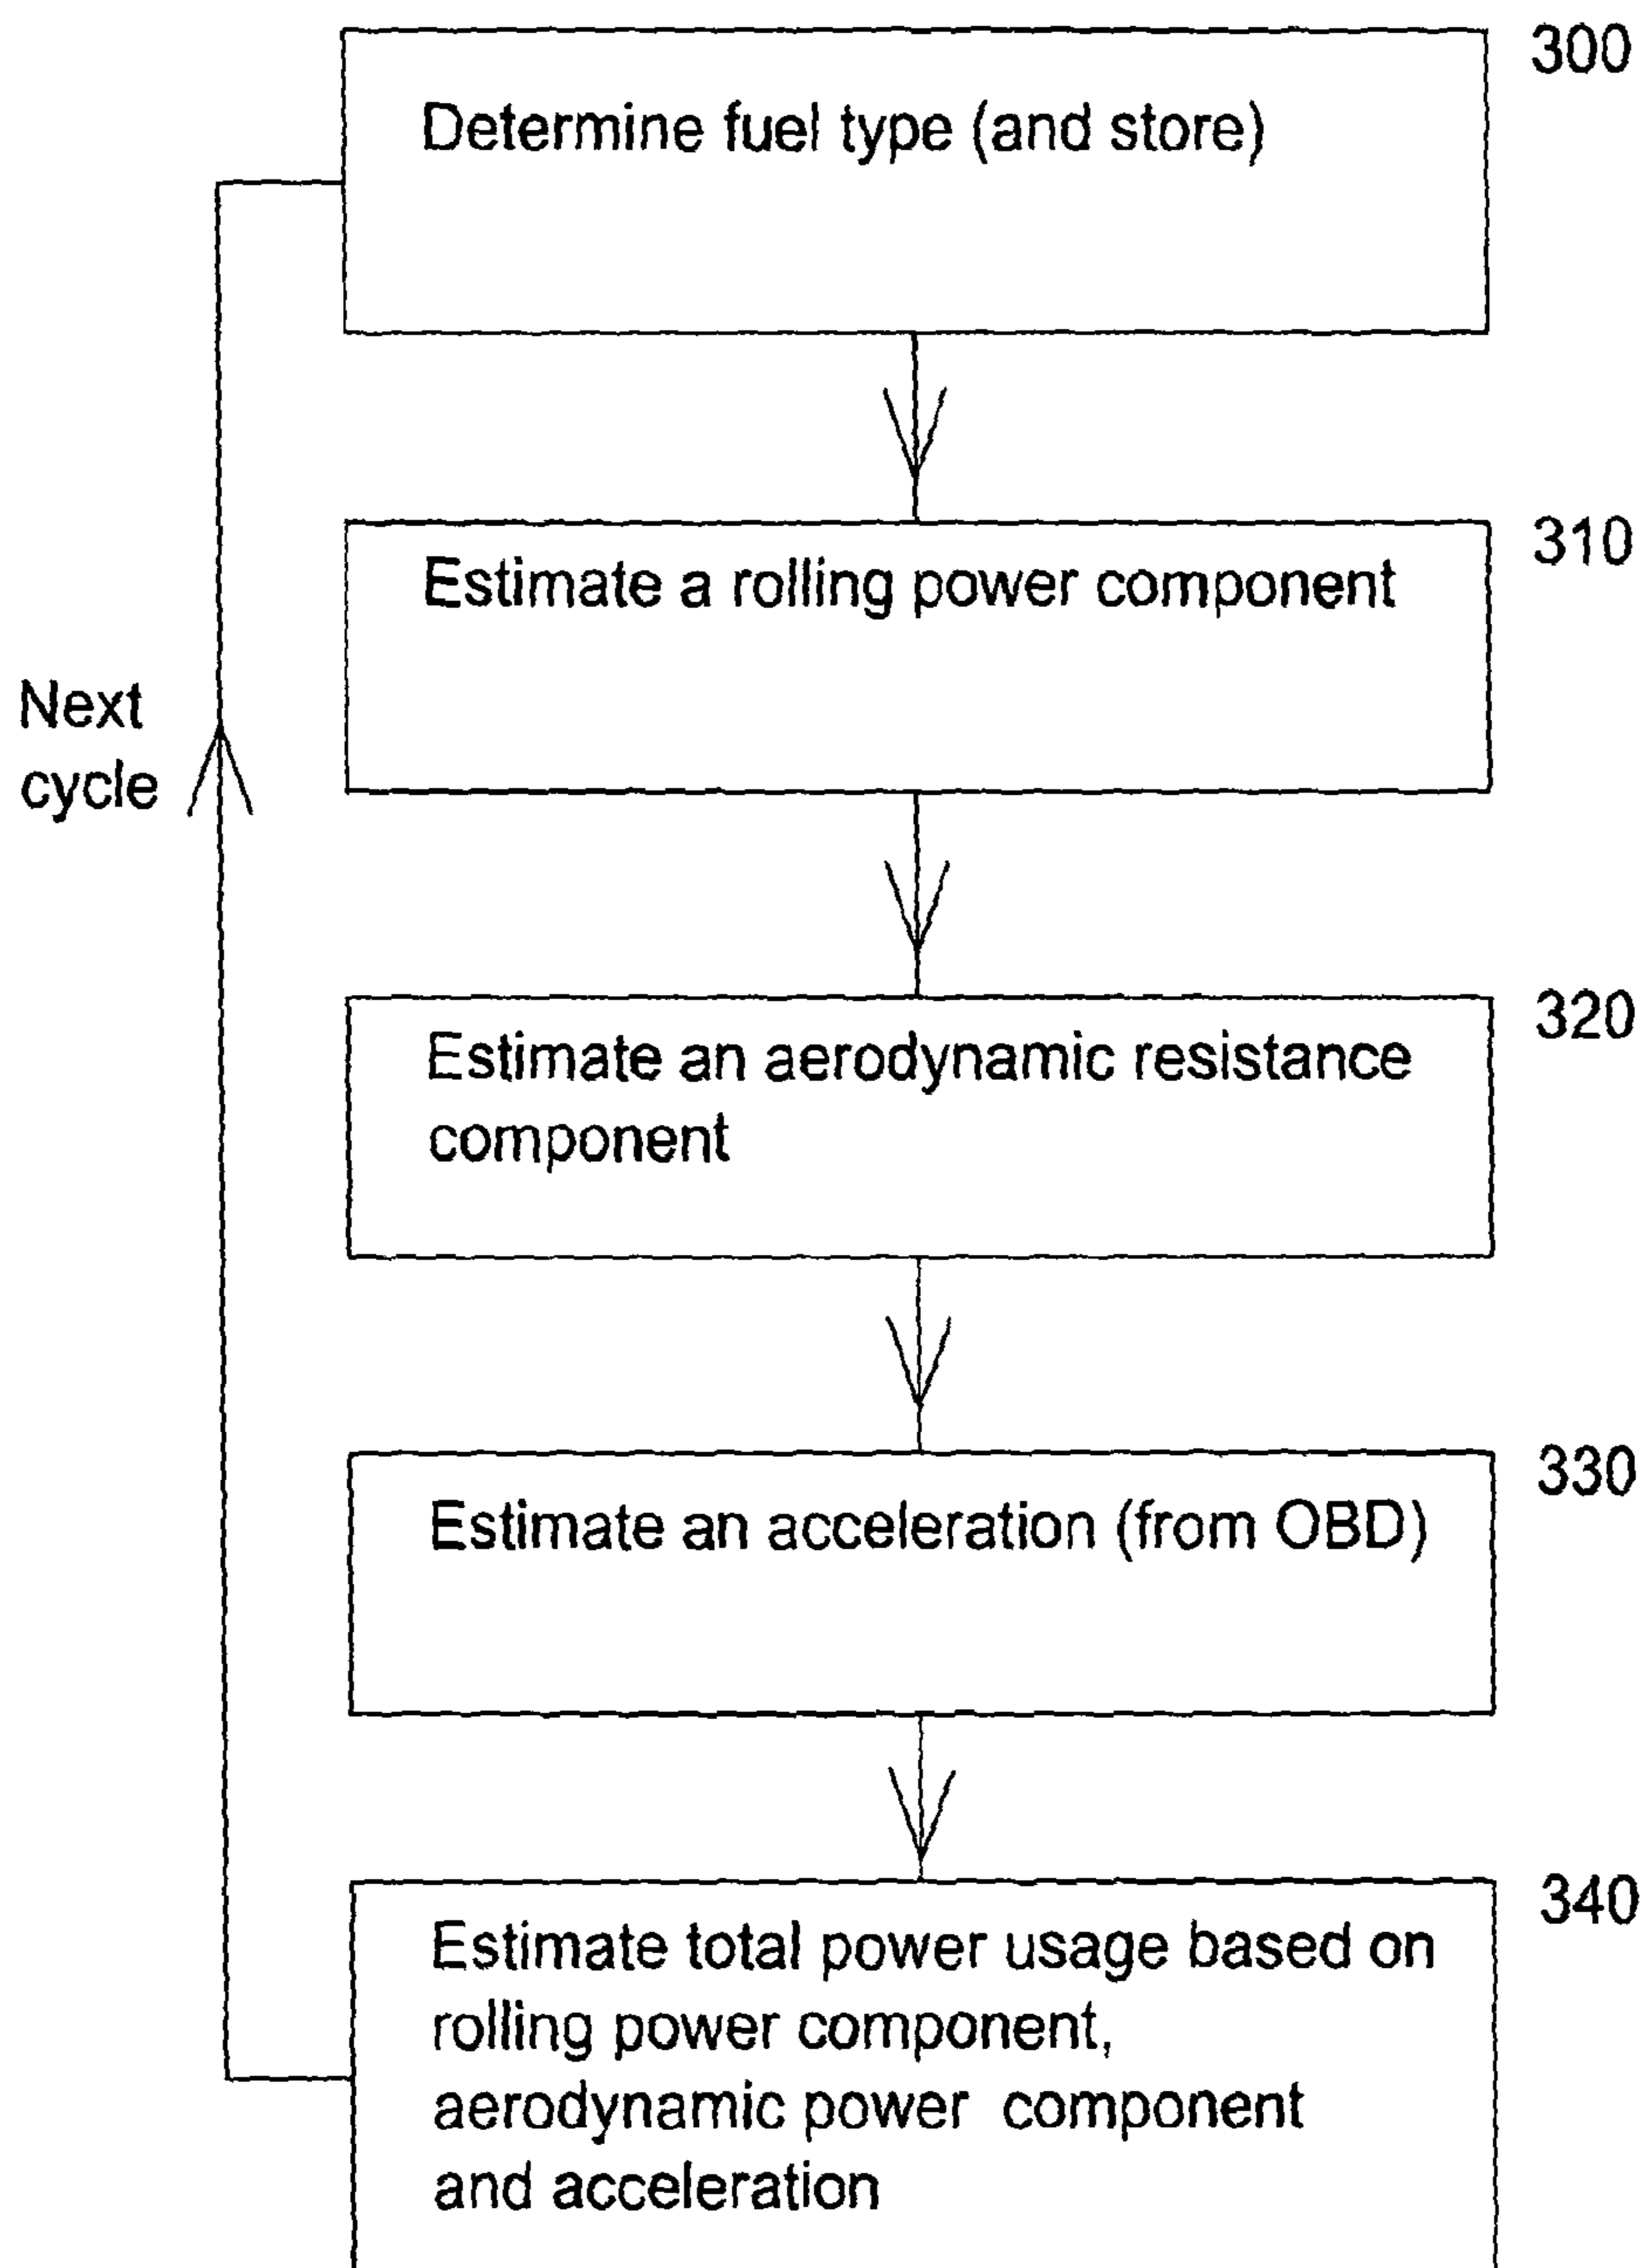 300
Determine fuel type (and store)
310
Estimate a rolling power component
Next
cycle
320
Estimate an aerodynamic resistance
component
330
Estimate an acceleration (from OBD)
340
Estimate total power usage based on
rolling power component,
aerodynamic power component
and acceleration